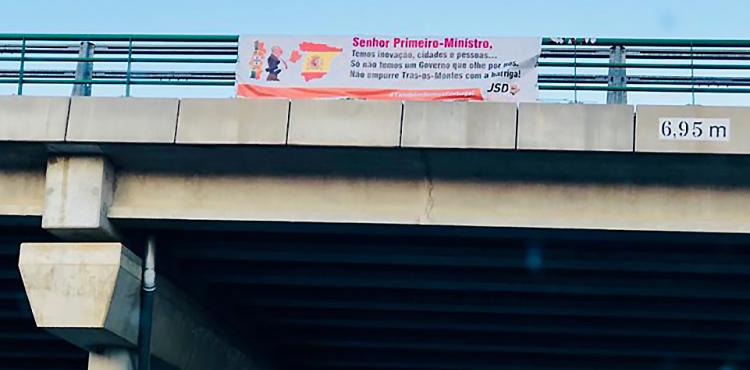 Senhor Primeiro-Ministro,
Temos inovação, cidades e pessoas...
Só não temos um Governo que olhe por nós.
Não empurre Trás-os-Montes com a barriga!
#TambémSomosPortugal
JSD
6,95 m